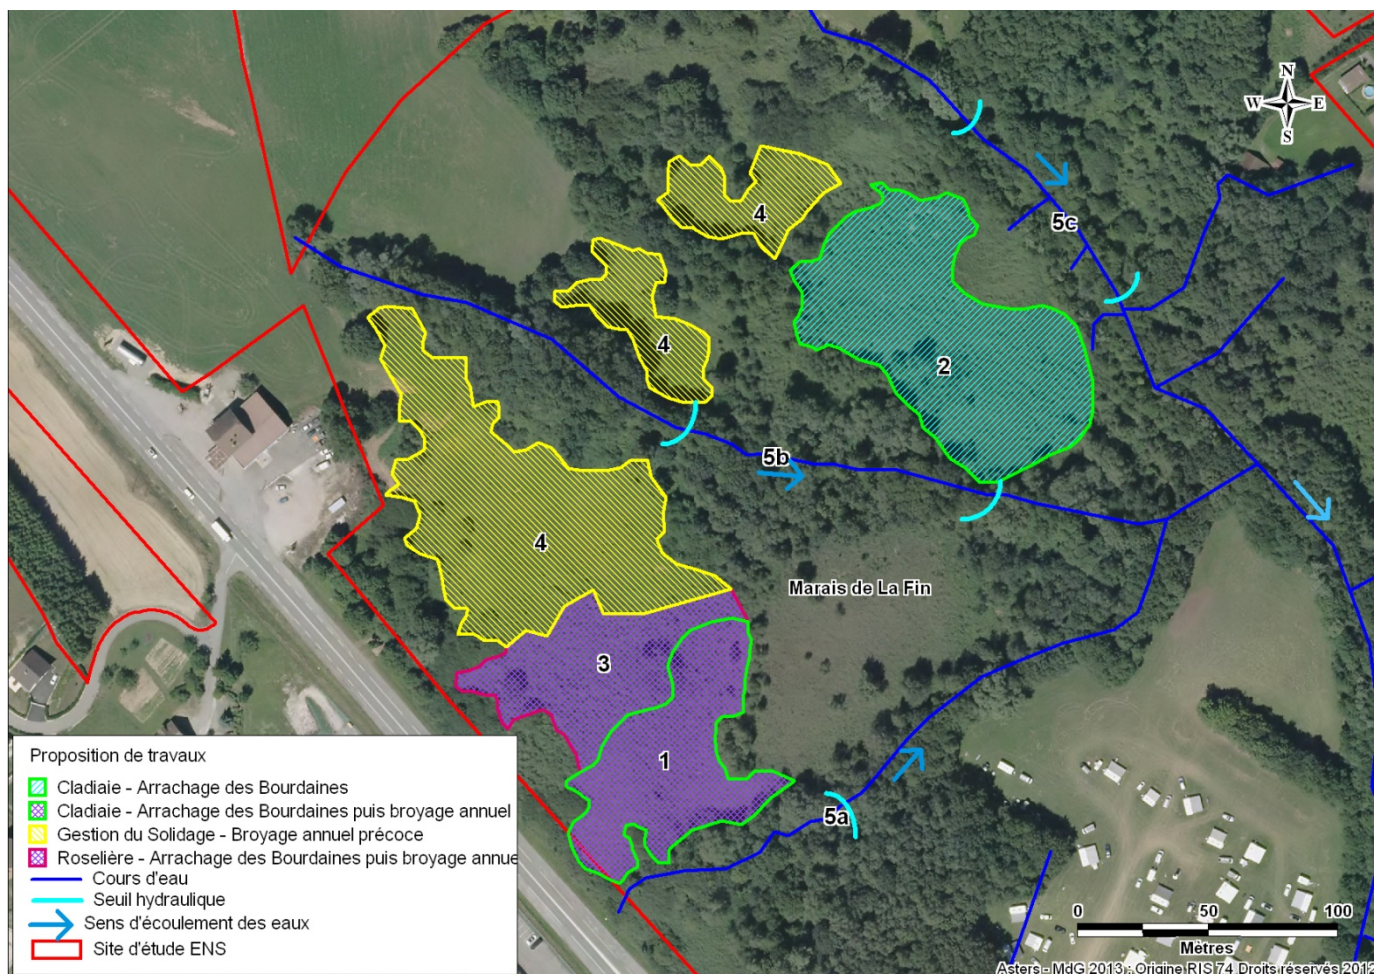 N
W E
S
4
5c
4
2
5b
4
Marais de La Fin
3
1
5a
Proposition de travaux
Cladiaie - Arrachage des Bourdaines
Cladiaie - Arrachage des Bourdaines puis broyage annuel
Gestion du Solidage - Broyage annuel précoce
Roselière - Arrachage des Bourdaines puis broyage annue
Cours d'eau
Seuil hydraulique
Sens d'écoulement des eaux
Site d'étude ENS
0 50 100
Mètres
Asters - MdG 2013 : Origine RIS 74 Droits réservés 2012